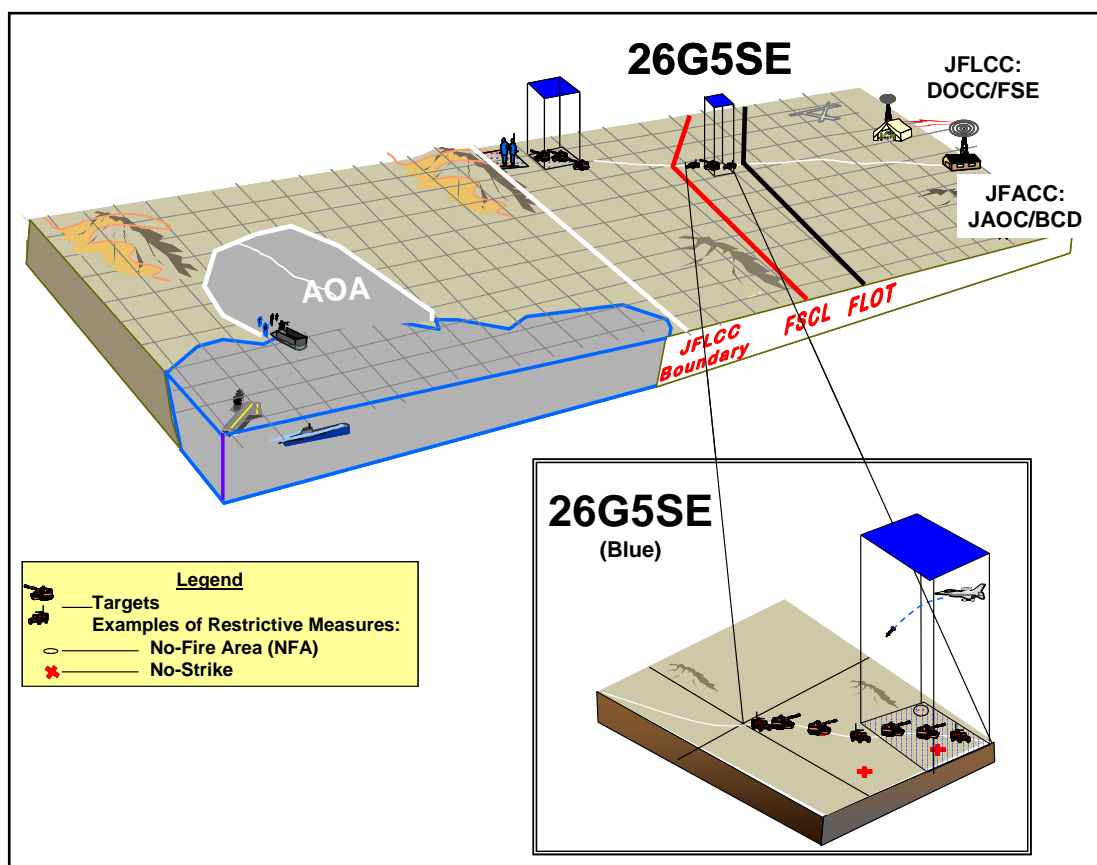 26G5SE
JFLCC:
DOCC/FSE
JFACC:
JAOC/BCD
AOA
JFLCC
Boundary
FSCL
FLOT
26G5SE
(Blue)
Legend
Targets
Examples of Restrictive Measures:
No-Fire Area (NFA)
No-Strike